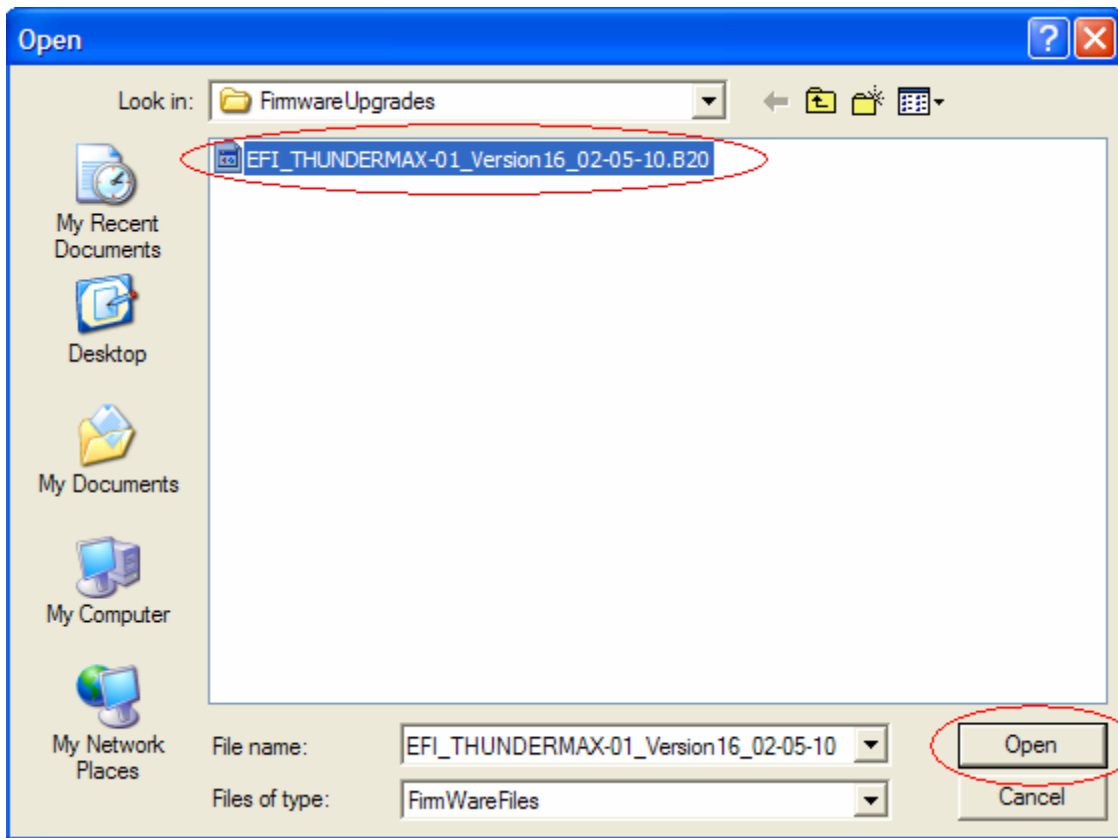 Open
Look in:
FirmwareUpgrades
EFI_THUNDERMAX-01_Version16_02-05-10.B20
My Recent
Documents
Desktop
My Documents
My Computer
My Network
Places
File name:
EFI_THUNDERMAX-01_Version16_02-05-10
Open
Files of type:
FirmWareFiles
Cancel